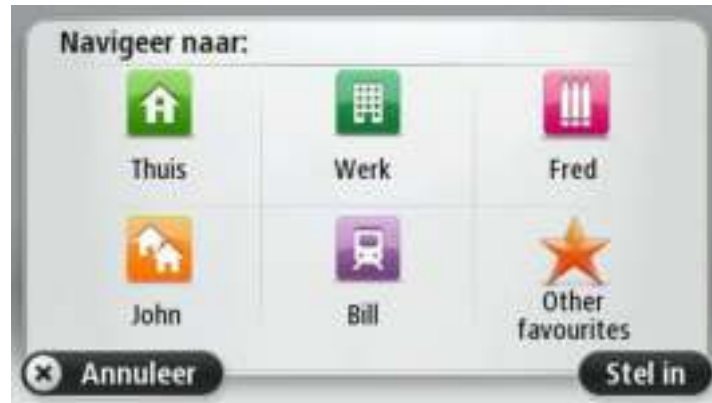 Navigeer naar:
Thuis
Werk
Fred
John
Bill
Other
favourites
Annuleer
Stel in